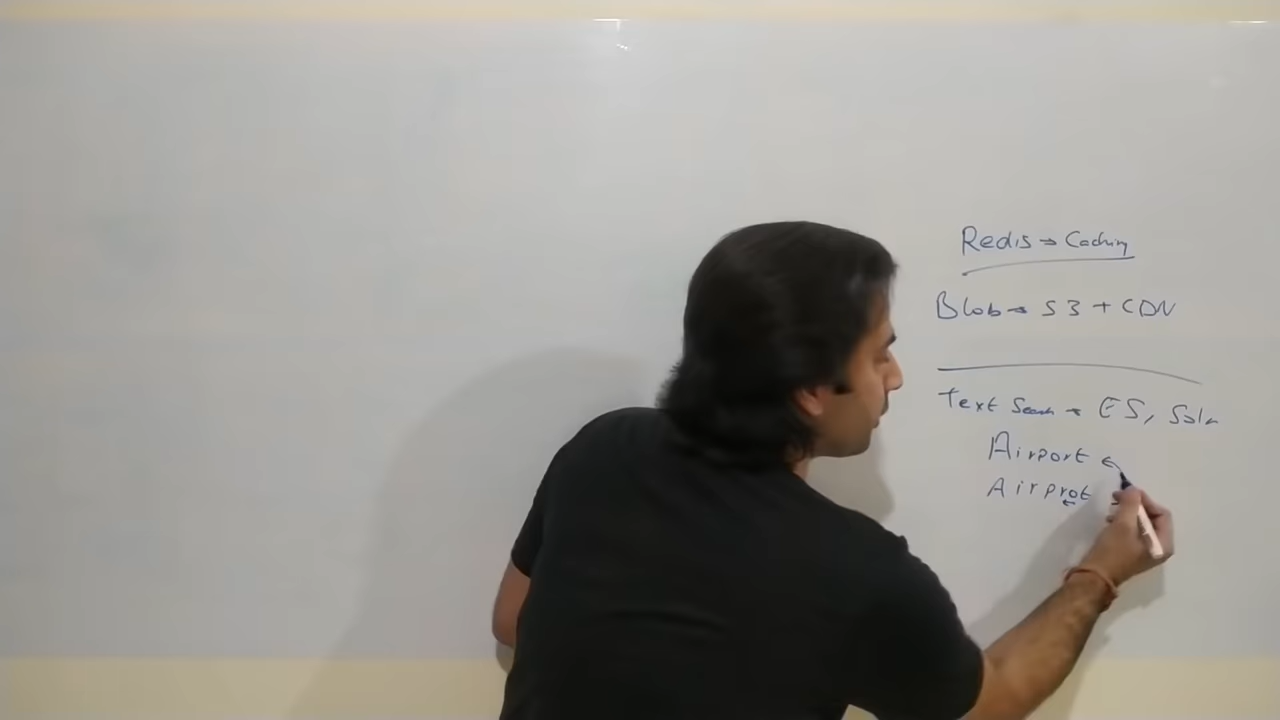 Redis → Caching
Blob → S3 + CDN
Text Search → ES, Solr
Airport ←
Airprot